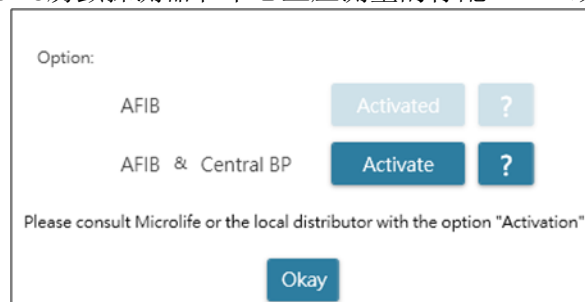 Option:
AFIB Activated ?
AFIB & Central BP Activate ?
Please consult Microlife or the local distributor with the option "Activation"
Okay